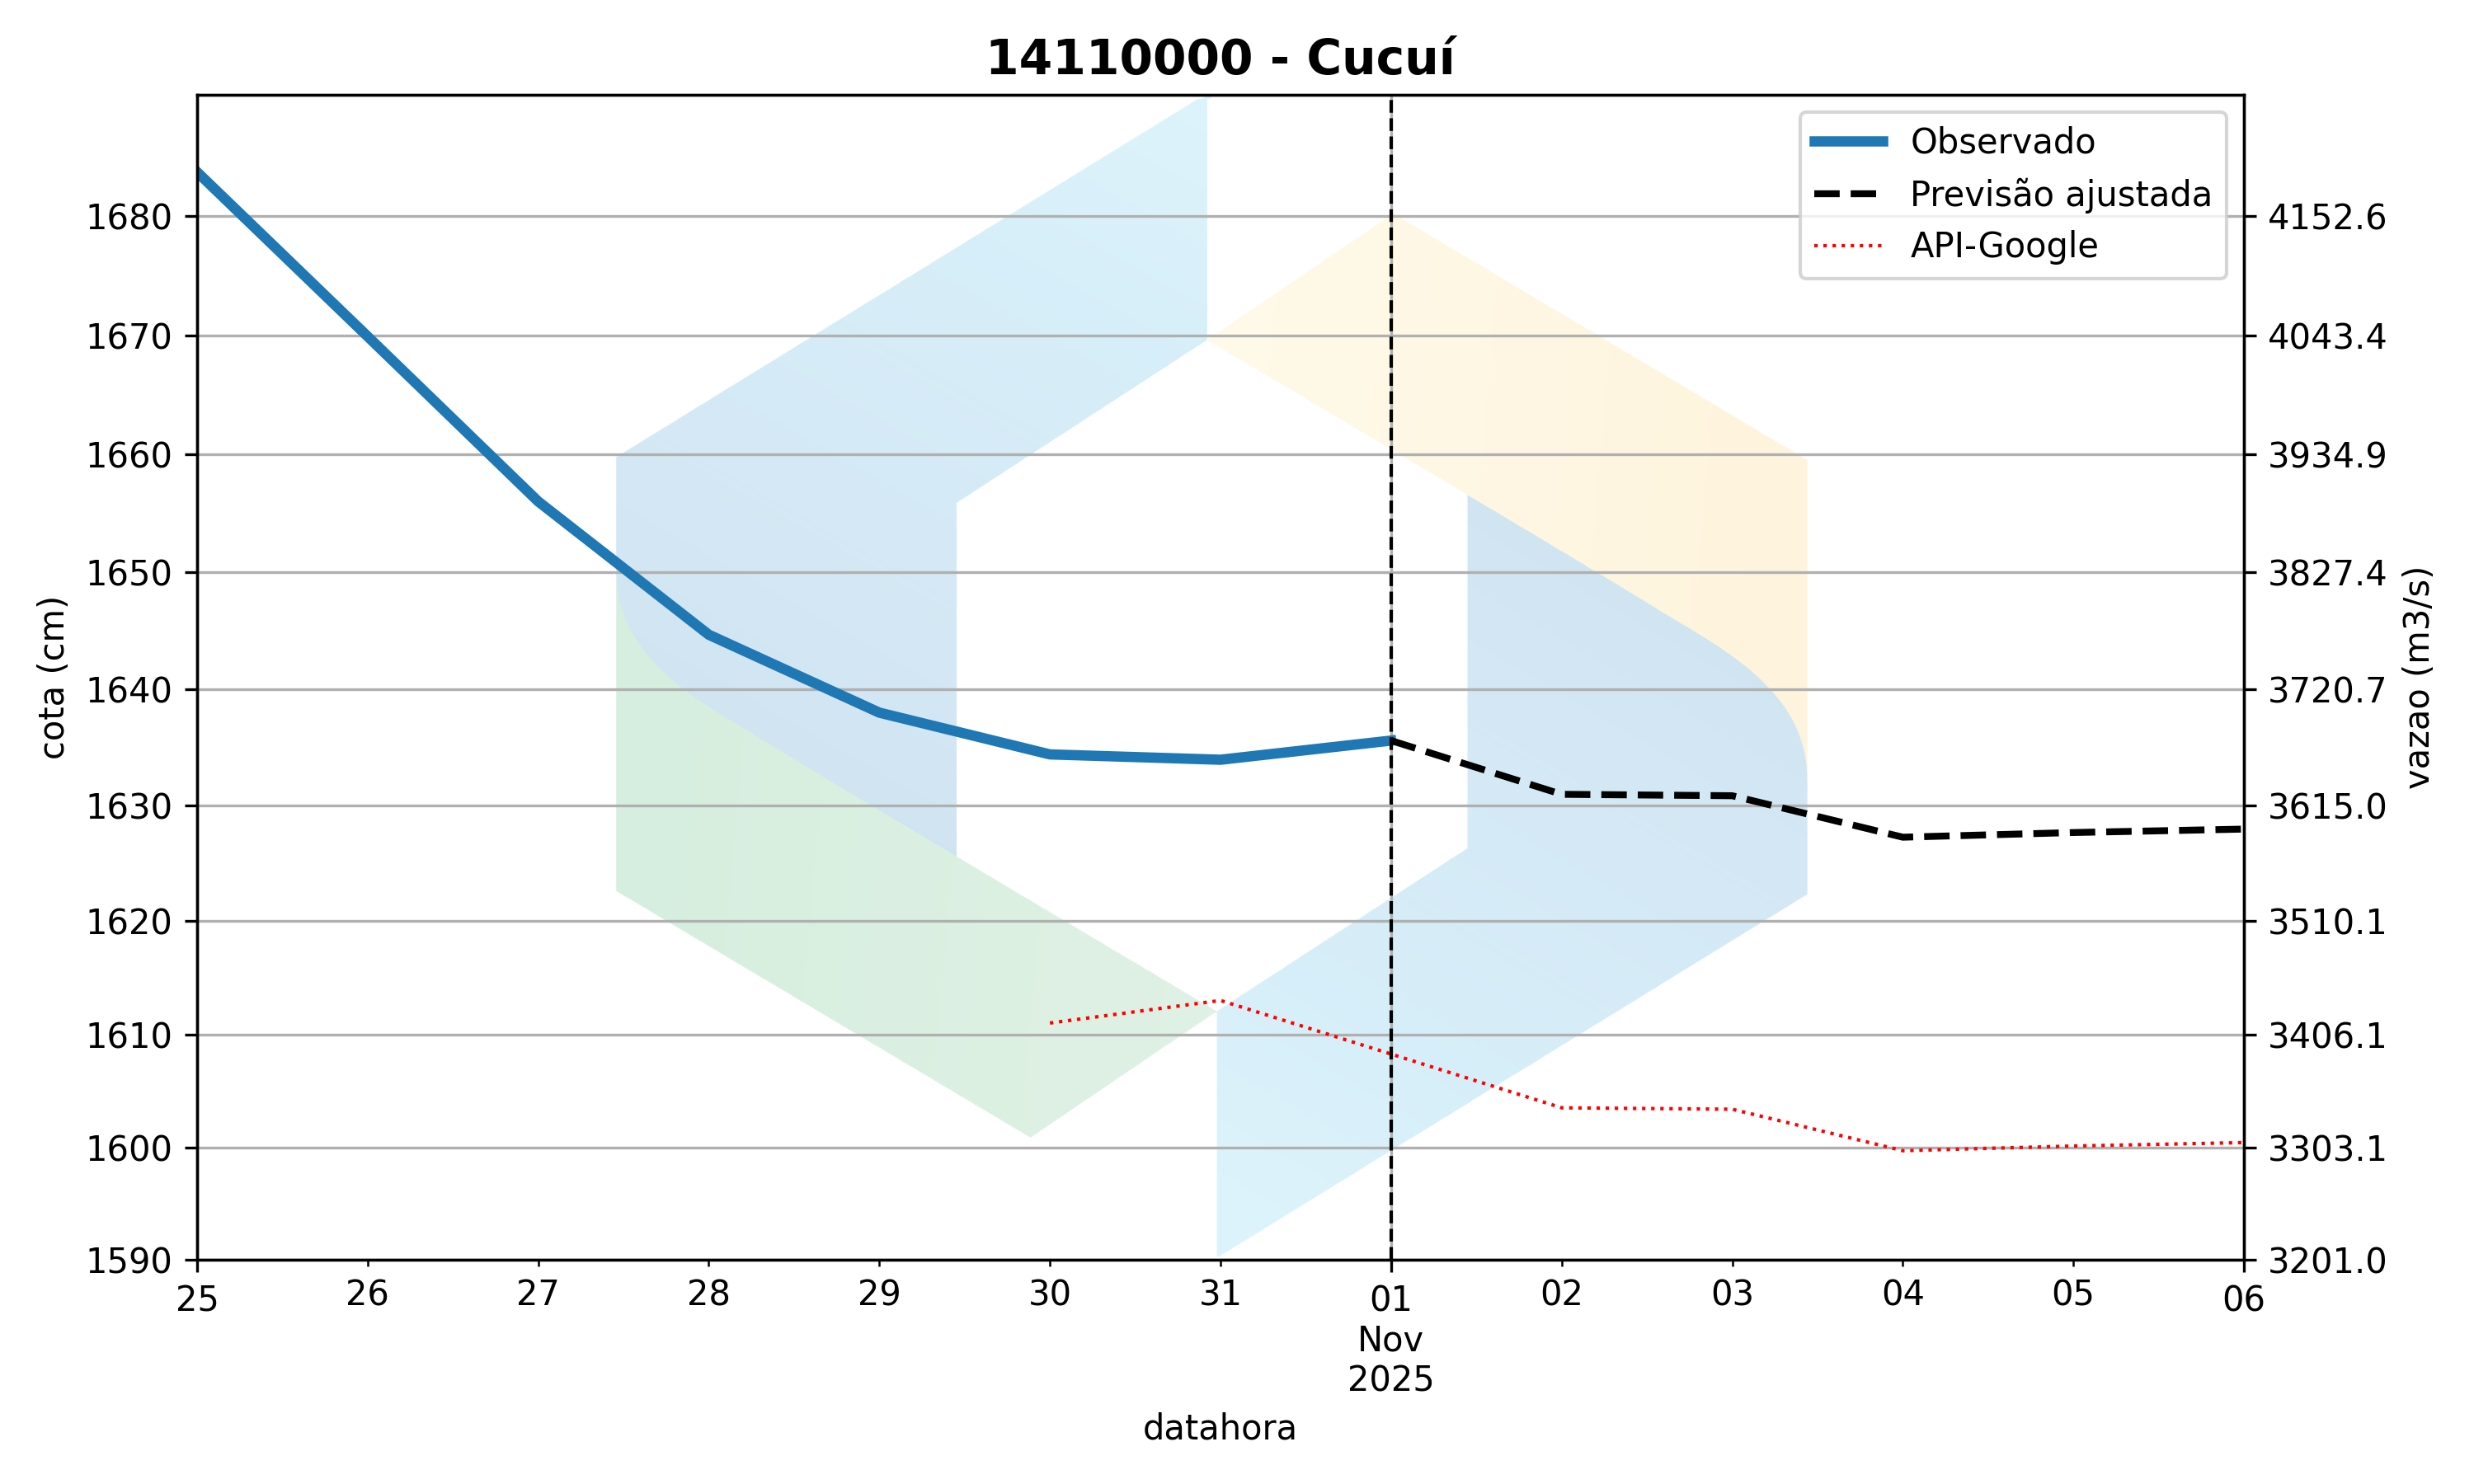 14110000 - Cucuí
Observado
Previsão ajustada
API-Google
1680
1670
1660
1650
1640
1630
1620
1610
1600
1590
cota (cm)
4152.6
4043.4
3934.9
3827.4
3720.7
3615.0
3510.1
3406.1
3303.1
3201.0
vazao (m3/s)
25 26 27 28 29 30 31 01 02 03 04 05 06
Nov
2025
datahora